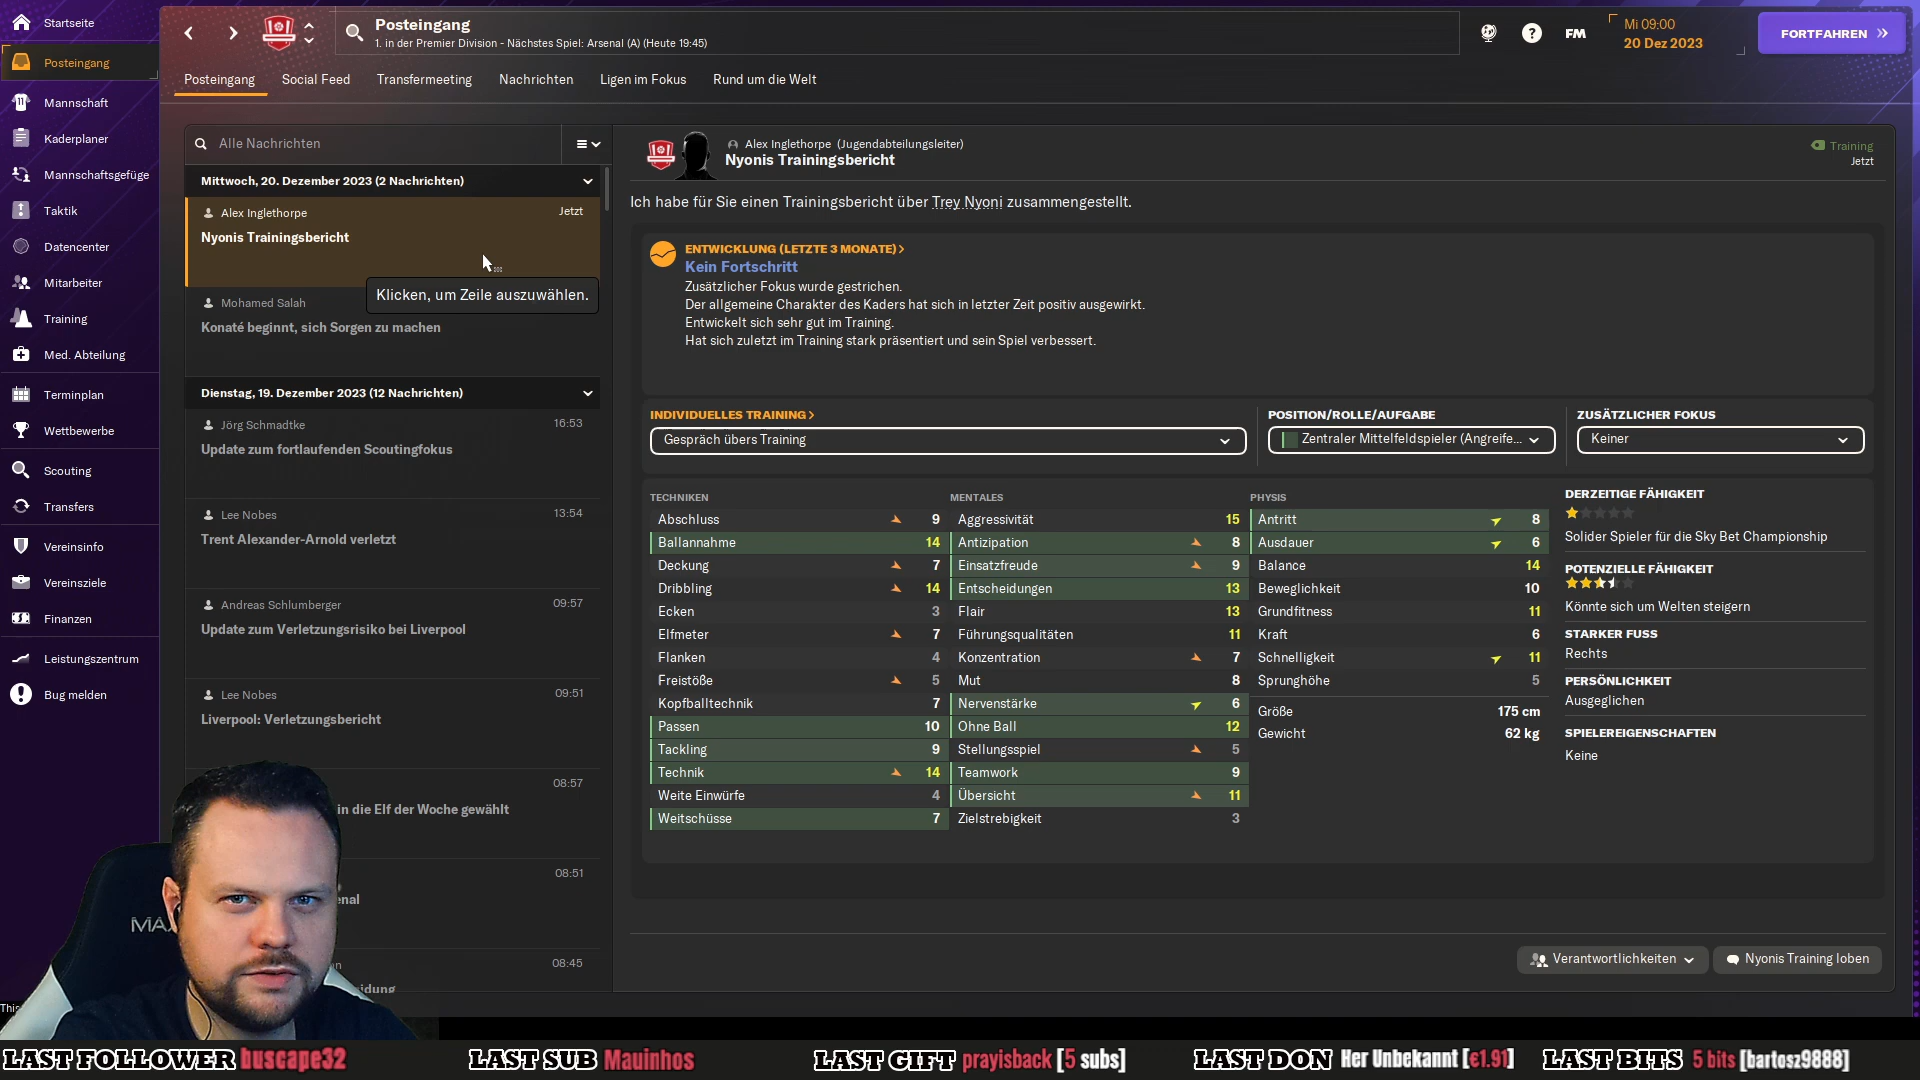 Startseite
Posteingang
Mannschaft
Kaderplaner
Mannschaftsgefüge
Taktik
Datencenter
Mitarbeiter
Training
Med. Abteilung
Terminplan
Wettbewerbe
Scouting
Transfers
Vereinsinfo
Vereinsziele
Finanzen
Leistungszentrum
Bug melden
Posteingang
1. in der Premier Division - Nächstes Spiel: Arsenal (A) (Heute 19:45)
FM
Mi 09:00
20 Dez 2023
FORTFAHREN
Posteingang Social Feed Transfermeeting Nachrichten Ligen im Fokus Rund um die Welt
Alle Nachrichten
Mittwoch, 20. Dezember 2023 (2 Nachrichten)
Alex Inglethorpe Jetzt
Nyonis Trainingsbericht
Klicken, um Zeile auszuwählen.
Mohamed Salah
Konaté beginnt, sich Sorgen zu machen
Dienstag, 19. Dezember 2023 (12 Nachrichten)
Jörg Schmadtke 16:53
Update zum fortlaufenden Scoutingfokus
Lee Nobes 13:54
Trent Alexander-Arnold verletzt
Andreas Schlumberger 09:57
Update zum Verletzungsrisiko bei Liverpool
Lee Nobes 09:51
Liverpool: Verletzungsbericht
08:57
in die Elf der Woche gewählt
08:51
enal
08:45
idung
Alex Inglethorpe (Jugendabteilungsleiter)
Nyonis Trainingsbericht
Training
Jetzt
Ich habe für Sie einen Trainingsbericht über Trey Nyoni zusammengestellt.
ENTWICKLUNG (LETZTE 3 MONATE)
Kein Fortschritt
Zusätzlicher Fokus wurde gestrichen.
Der allgemeine Charakter des Kaders hat sich in letzter Zeit positiv ausgewirkt.
Entwickelt sich sehr gut im Training.
Hat sich zuletzt im Training stark präsentiert und sein Spiel verbessert.
INDIVIDUELLES TRAINING
Gespräch übers Training
POSITION/ROLLE/AUFGABE
Zentraler Mittelfeldspieler (Angreife...
ZUSÄTZLICHER FOKUS
Keiner
TECHNIKEN
Abschluss 9
Ballannahme 14
Deckung 7
Dribbling 14
Ecken 3
Elfmeter 7
Flanken 4
Freistöße 5
Kopfballtechnik 7
Passen 10
Tackling 9
Technik 14
Weite Einwürfe 4
Weitschüsse 7
MENTALES
Aggressivität 15
Antizipation 8
Einsatzfreude 9
Entscheidungen 13
Flair 13
Führungsqualitäten 11
Konzentration 7
Mut 8
Nervenstärke 6
Ohne Ball 12
Stellungsspiel 5
Teamwork 9
Übersicht 11
Zielstrebigkeit 3
PHYSIS
Antritt 8
Ausdauer 6
Balance 14
Beweglichkeit 10
Grundfitness 11
Kraft 6
Schnelligkeit 11
Sprunghöhe 5
Größe 175 cm
Gewicht 62 kg
DERZEITIGE FÄHIGKEIT
Solider Spieler für die Sky Bet Championship
POTENZIELLE FÄHIGKEIT
Könnte sich um Welten steigern
STARKER FUSS
Rechts
PERSÖNLICHKEIT
Ausgeglichen
SPIELEREIGENSCHAFTEN
Keine
Verantwortlichkeiten
Nyonis Training loben
This
LAST FOLLOWER buscape32
LAST SUB Mauinhos
LAST GIFT prayisback [5 subs]
LAST DON Her Unbekannt [€1.91]
LAST BITS 5 bits [bartosz9888]